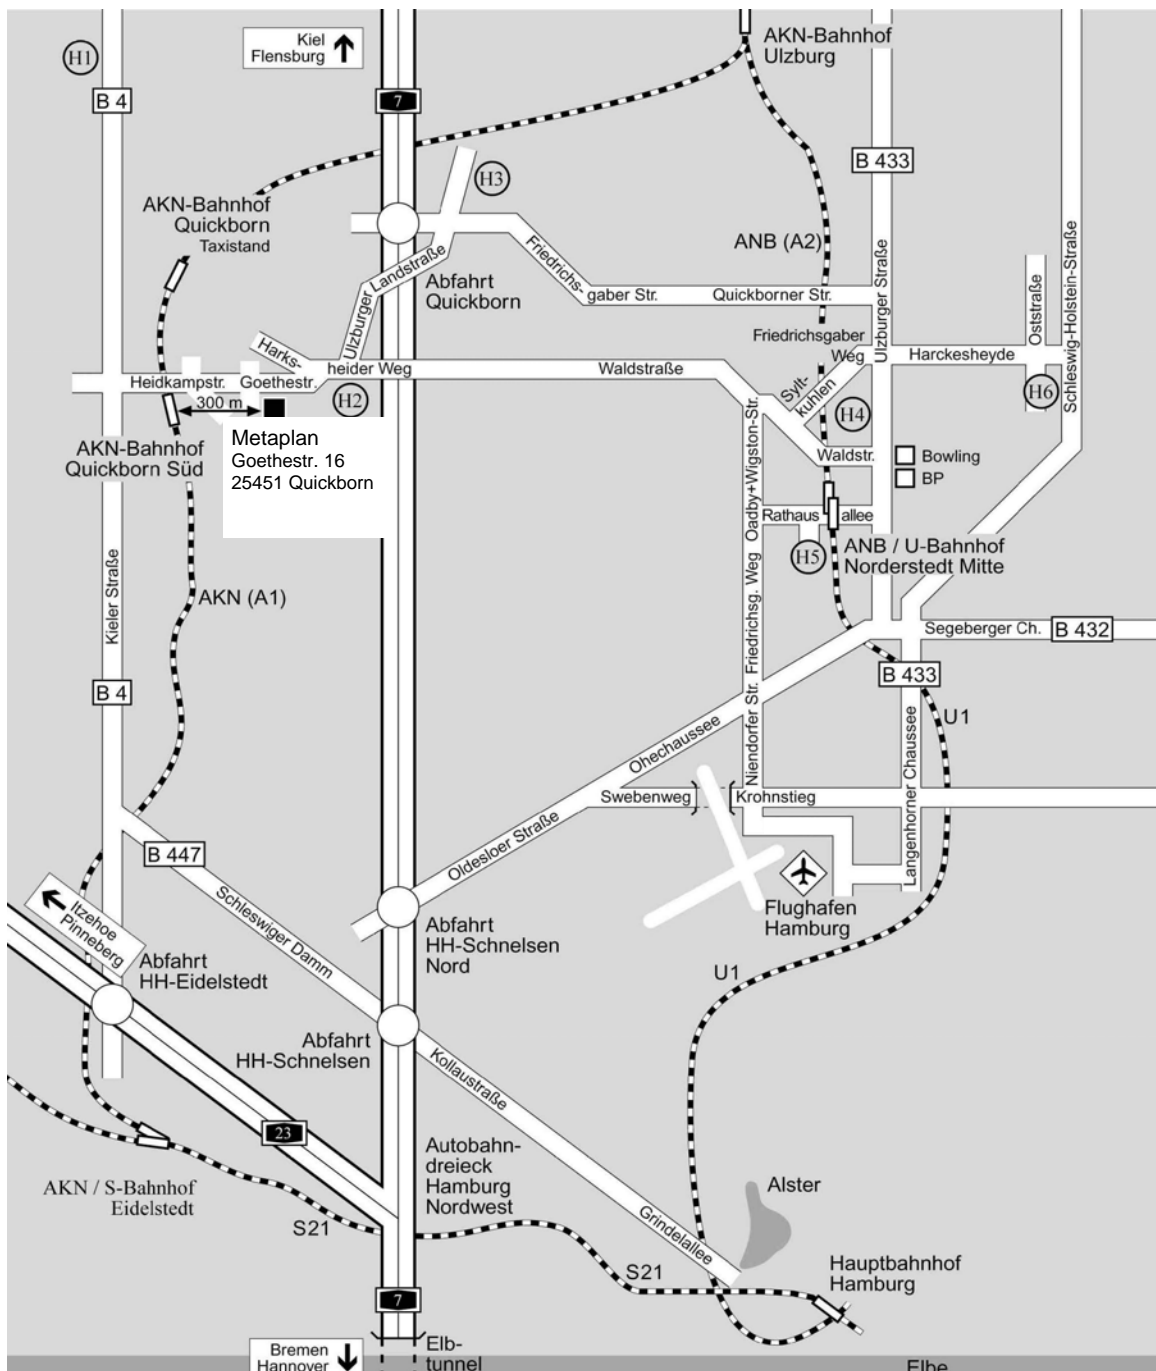 Kiel
Flensburg
AKN-Bahnhof
Ulzburg
H1
B 4
7
B 433
H3
AKN-Bahnhof
Quickborn
Taxistand
ANB (A2)
Abfahrt
Quickborn
Ulzburger Landstraße
Friedrichs-
gaber Str.
Quickborner Str.
Ulzburger Straße
Schleswig-Holstein-Straße
Oststraße
Friedrichsgaber
Weg
Harckesheyde
Harks-
heider Weg
Waldstraße
Sylt-
kuhlen
Heidkampstr.
Goethestr.
300 m
H2
H4
H6
AKN-Bahnhof
Quickborn Süd
Metaplan
Goethestr. 16
25451 Quickborn
Waldstr.
Bowling
BP
Oadby+Wigston-Str.
Rathaus
allee
H5
ANB / U-Bahnhof
Norderstedt Mitte
Friedrichsg. Weg
Kieler Straße
AKN (A1)
Segeberger Ch.
B 432
B 433
B 4
Niendorfer Str.
U1
Ohechaussee
Langenhorner Chaussee
Swebenweg
Krohnstieg
B 447
Oldesloer Straße
Schleswiger Damm
Flughafen
Hamburg
Itzehoe
Pinneberg
Abfahrt
HH-Eidelstedt
Abfahrt
HH-Schnelsen
Nord
U1
Abfahrt
HH-Schnelsen
Kollaustraße
23
Autobahn-
dreieck
Hamburg
Nordwest
AKN / S-Bahnhof
Eidelstedt
S21
Grindelallee
Alster
S21
Hauptbahnhof
Hamburg
7
Bremen
Hannover
Elb-
tunnel
Elbe